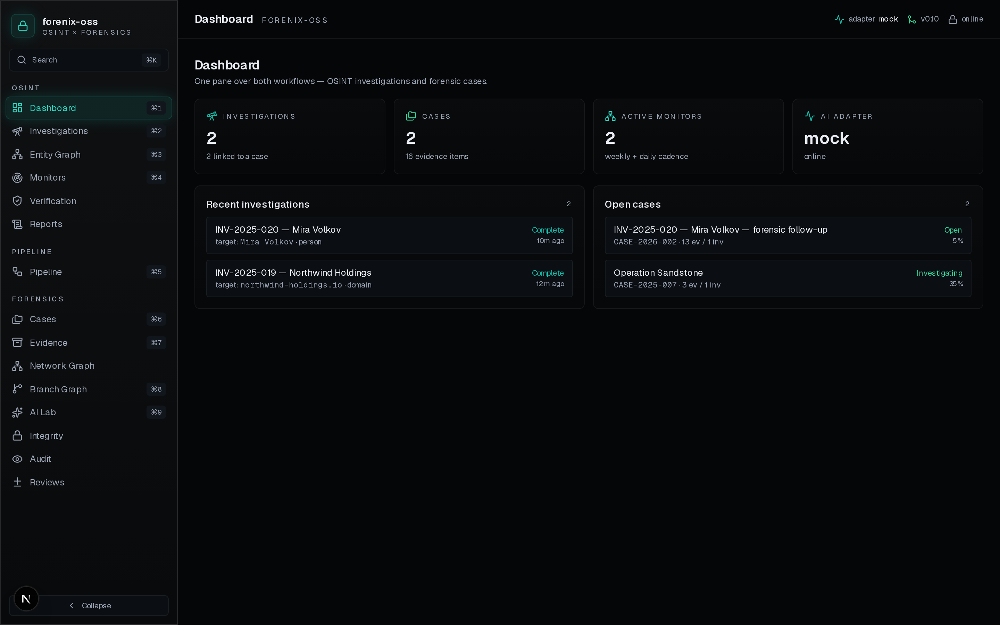 forenix-oss
OSINT × FORENSICS
Search ⌘K
OSINT
Dashboard ⌘1
Investigations ⌘2
Entity Graph ⌘3
Monitors ⌘4
Verification
Reports
PIPELINE
Pipeline ⌘5
FORENSICS
Cases ⌘6
Evidence ⌘7
Network Graph
Branch Graph ⌘8
AI Lab ⌘9
Integrity
Audit
Reviews
N
Collapse
Dashboard FORENIX-OSS
adapter mock v0.1.0 online
Dashboard
One pane over both workflows — OSINT investigations and forensic cases.
INVESTIGATIONS
2
2 linked to a case
CASES
2
16 evidence items
ACTIVE MONITORS
2
weekly + daily cadence
AI ADAPTER
mock
online
Recent investigations 2
INV-2025-020 — Mira Volkov Complete
target: Mira Volkov · person 10m ago
INV-2025-019 — Northwind Holdings Complete
target: northwind-holdings.io · domain 12m ago
Open cases 2
INV-2025-020 — Mira Volkov — forensic follow-up Open
CASE-2026-002 · 13 ev / 1 inv 5%
Operation Sandstone Investigating
CASE-2025-007 · 3 ev / 1 inv 35%